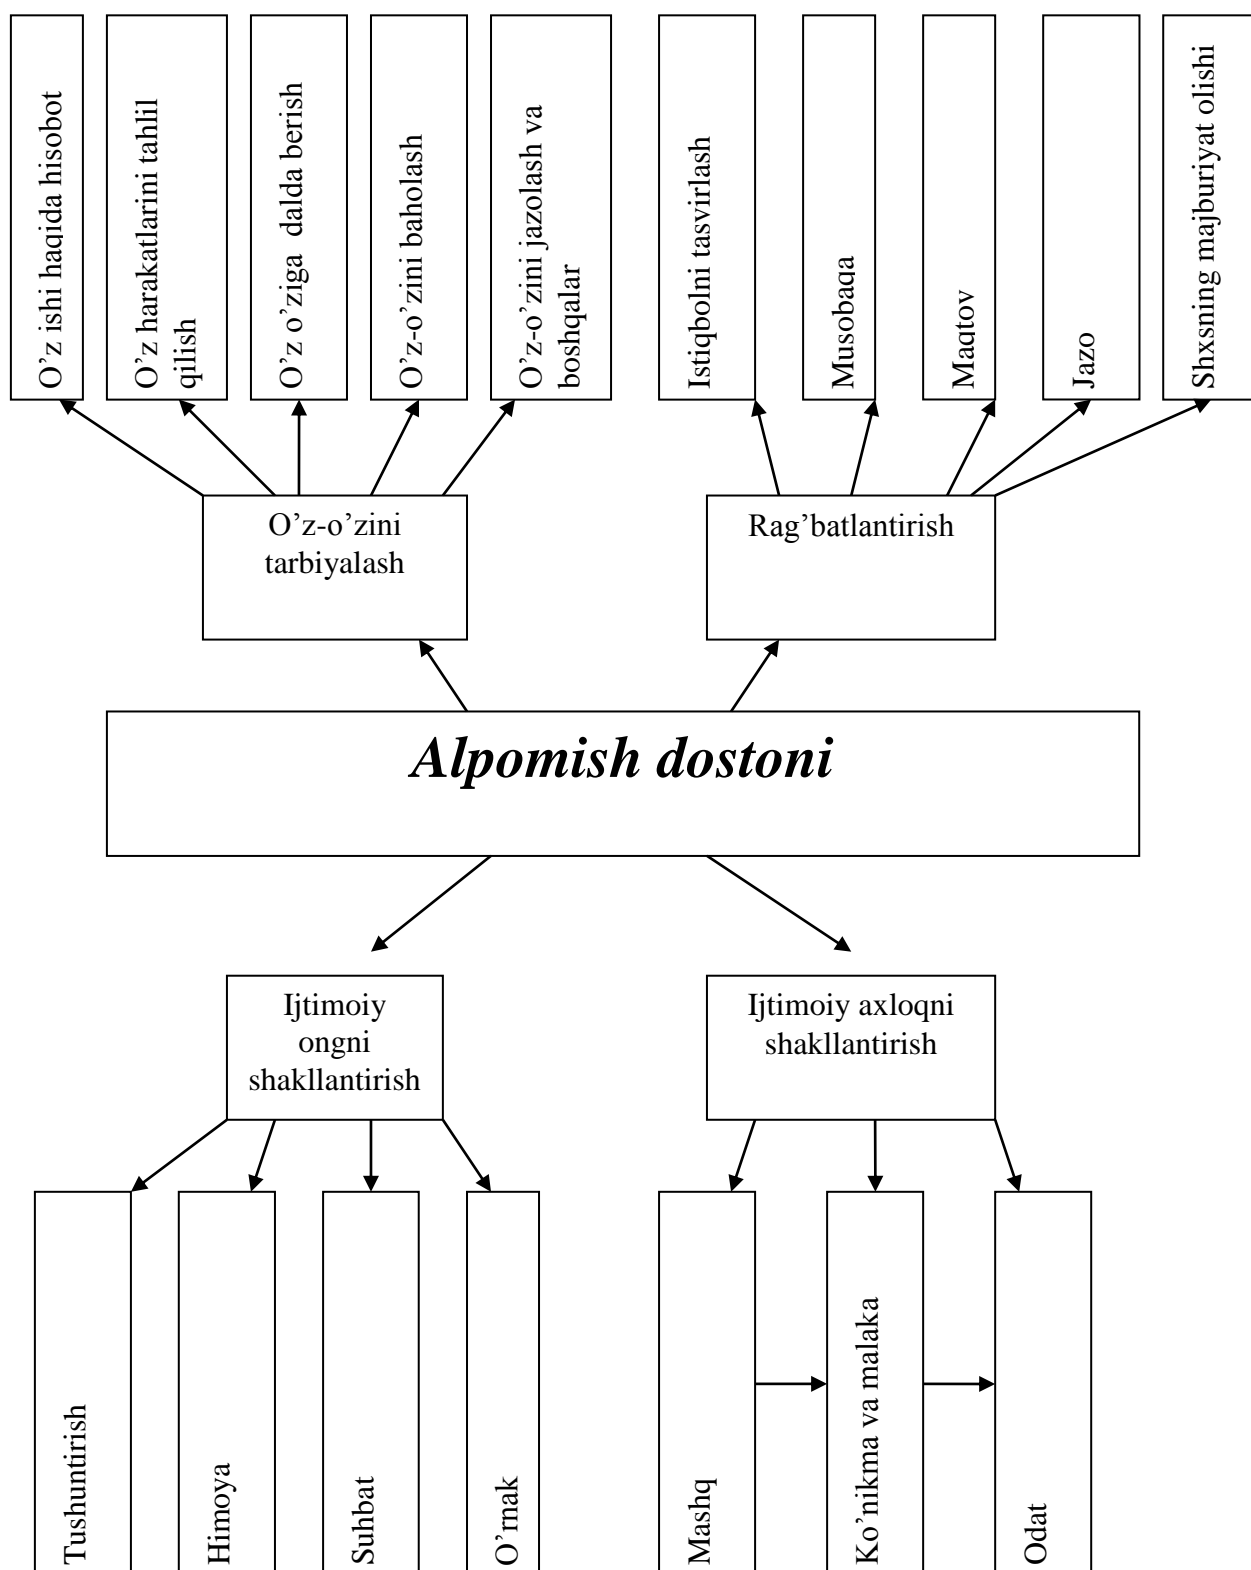 O’z ishi haqida hisobot
O’z harakatlarini tahlil
qilish
O’z o’ziga dalda berish
O’z-o’zini baholash
O’z-o’zini jazolash va
boshqalar
Istiqbolni tasvirlash
Musobaqa
Maqtov
Jazo
Shxsning majburiyat olishi
O’z-o’zini
tarbiyalash
Rag’batlantirish
Alpomish dostoni
Ijtimoiy
ongni
shakllantirish
Ijtimoiy axloqni
shakllantirish
Tushuntirish
Himoya
Suhbat
O’rnak
Mashq
Ko’nikma va malaka
Odat